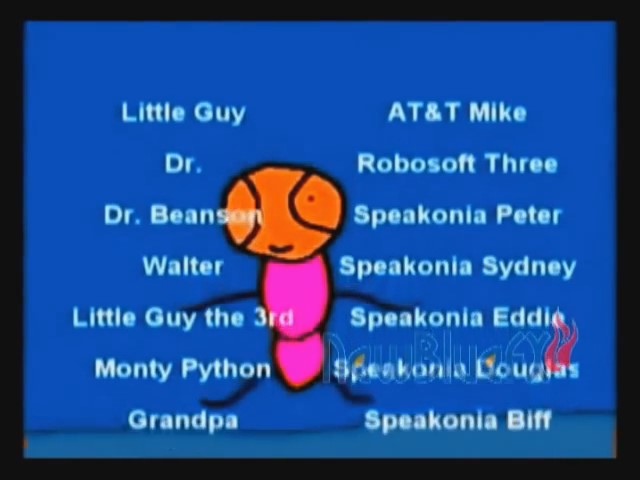 Little Guy AT&T Mike
Dr. Robosoft Three
Dr. Beanson Speakonia Peter
Walter Speakonia Sydney
Little Guy the 3rd Speakonia Eddie
NewBlueFX
Monty Python Speakonia Douglas
Grandpa Speakonia Biff